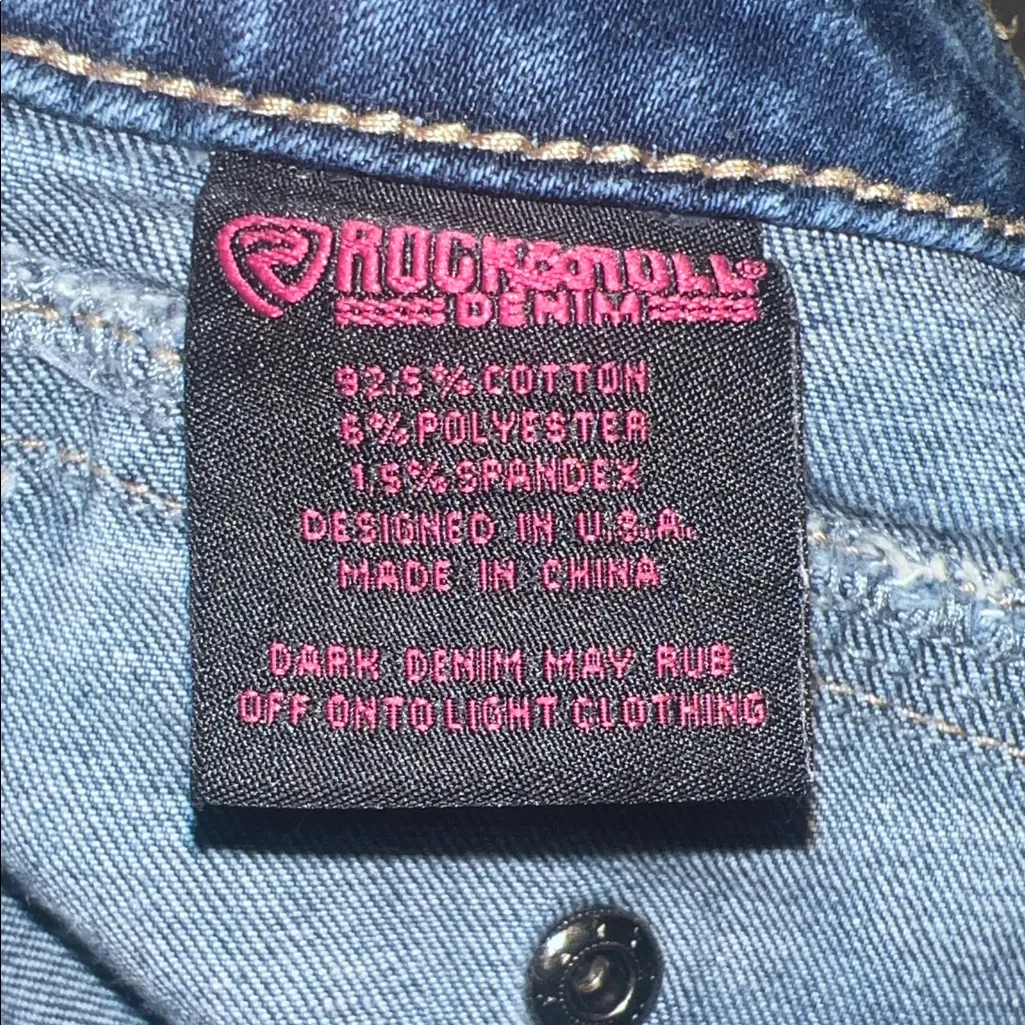 ROCK & ROLL®
DENIM
92.5% COTTON
6% POLYESTER
1.5% SPANDEX
DESIGNED IN U.S.A.
MADE IN CHINA
DARK DENIM MAY RUB
OFF ONTO LIGHT CLOTHING